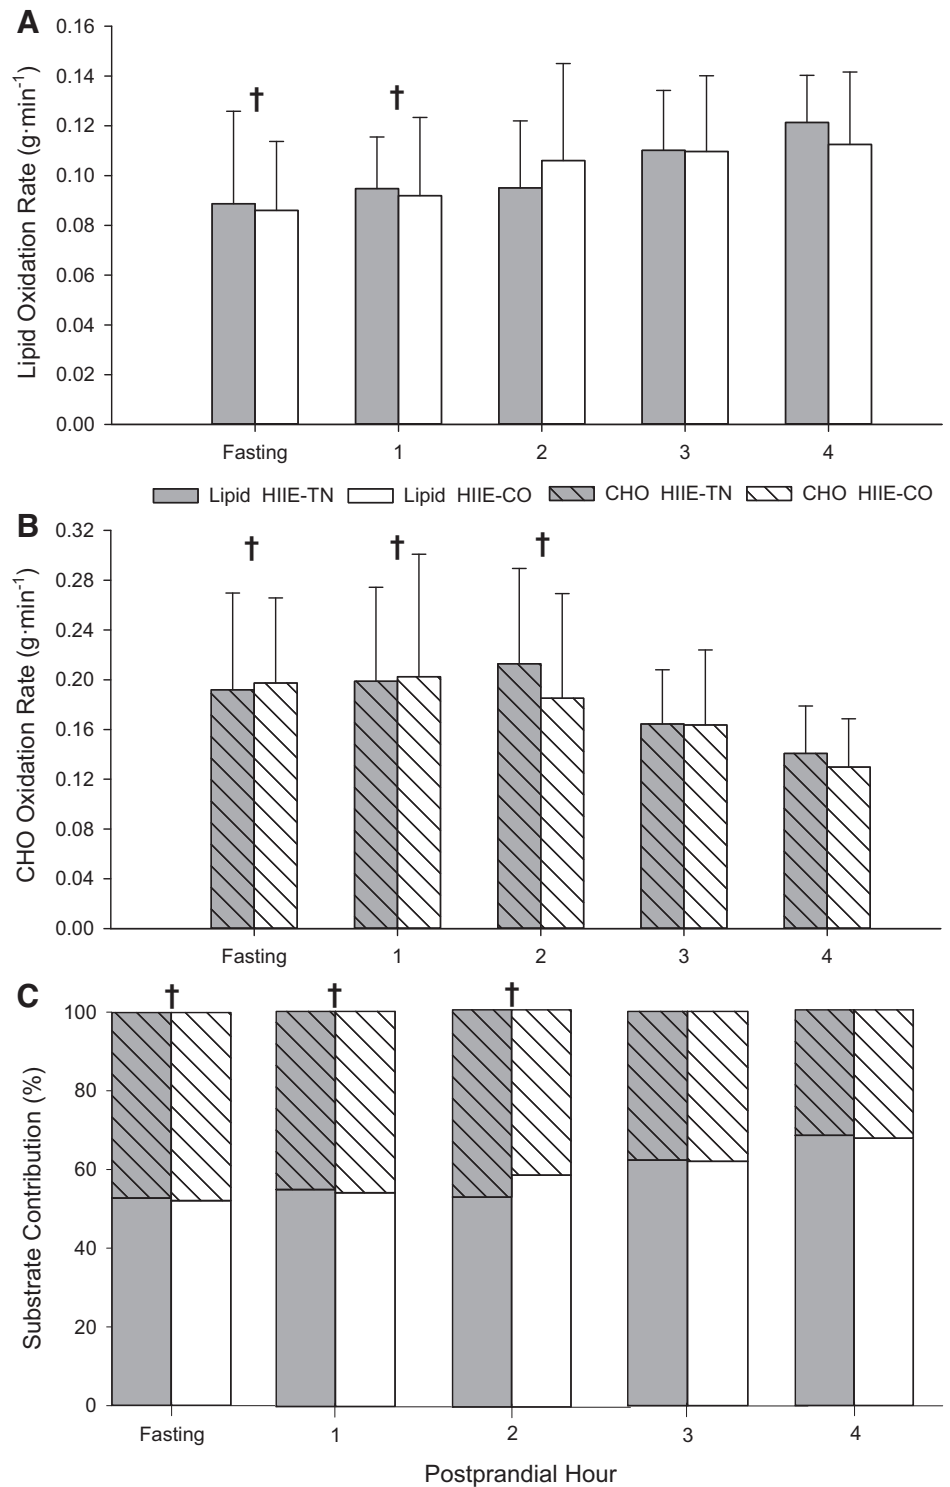 A
Lipid Oxidation Rate (g·min-1)
0.16
0.14
0.12
0.10
0.08
0.06
0.04
0.02
0.00
† †
Fasting 1 2 3 4
Lipid HIIE-TN Lipid HIIE-CO CHO HIIE-TN CHO HIIE-CO
B
CHO Oxidation Rate (g·min-1)
0.32
0.28
0.24
0.20
0.16
0.12
0.08
0.04
0.00
† † †
Fasting 1 2 3 4
C
Substrate Contribution (%)
† † †
100
80
60
40
20
0
Fasting 1 2 3 4
Postprandial Hour